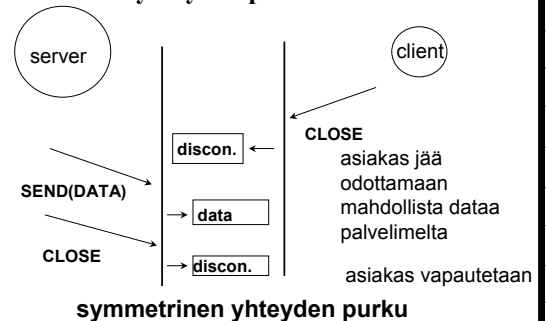 server
client
CLOSE
discon.
asiakas jää
odottamaan
mahdollista dataa
palvelimelta
SEND(DATA)
data
CLOSE
discon.
asiakas vapautetaan
symmetrinen yhteyden purku